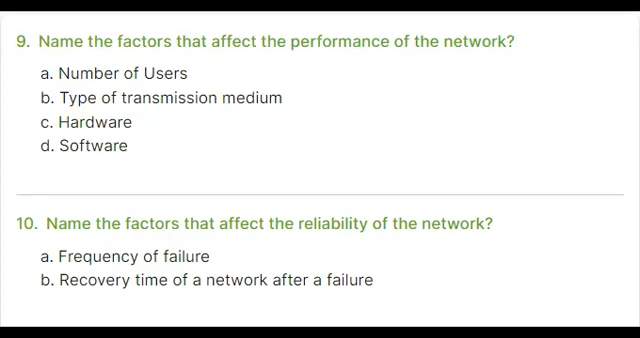 9. Name the factors that affect the performance of the network?
a. Number of Users
b. Type of transmission medium
c. Hardware
d. Software
10. Name the factors that affect the reliability of the network?
a. Frequency of failure
b. Recovery time of a network after a failure